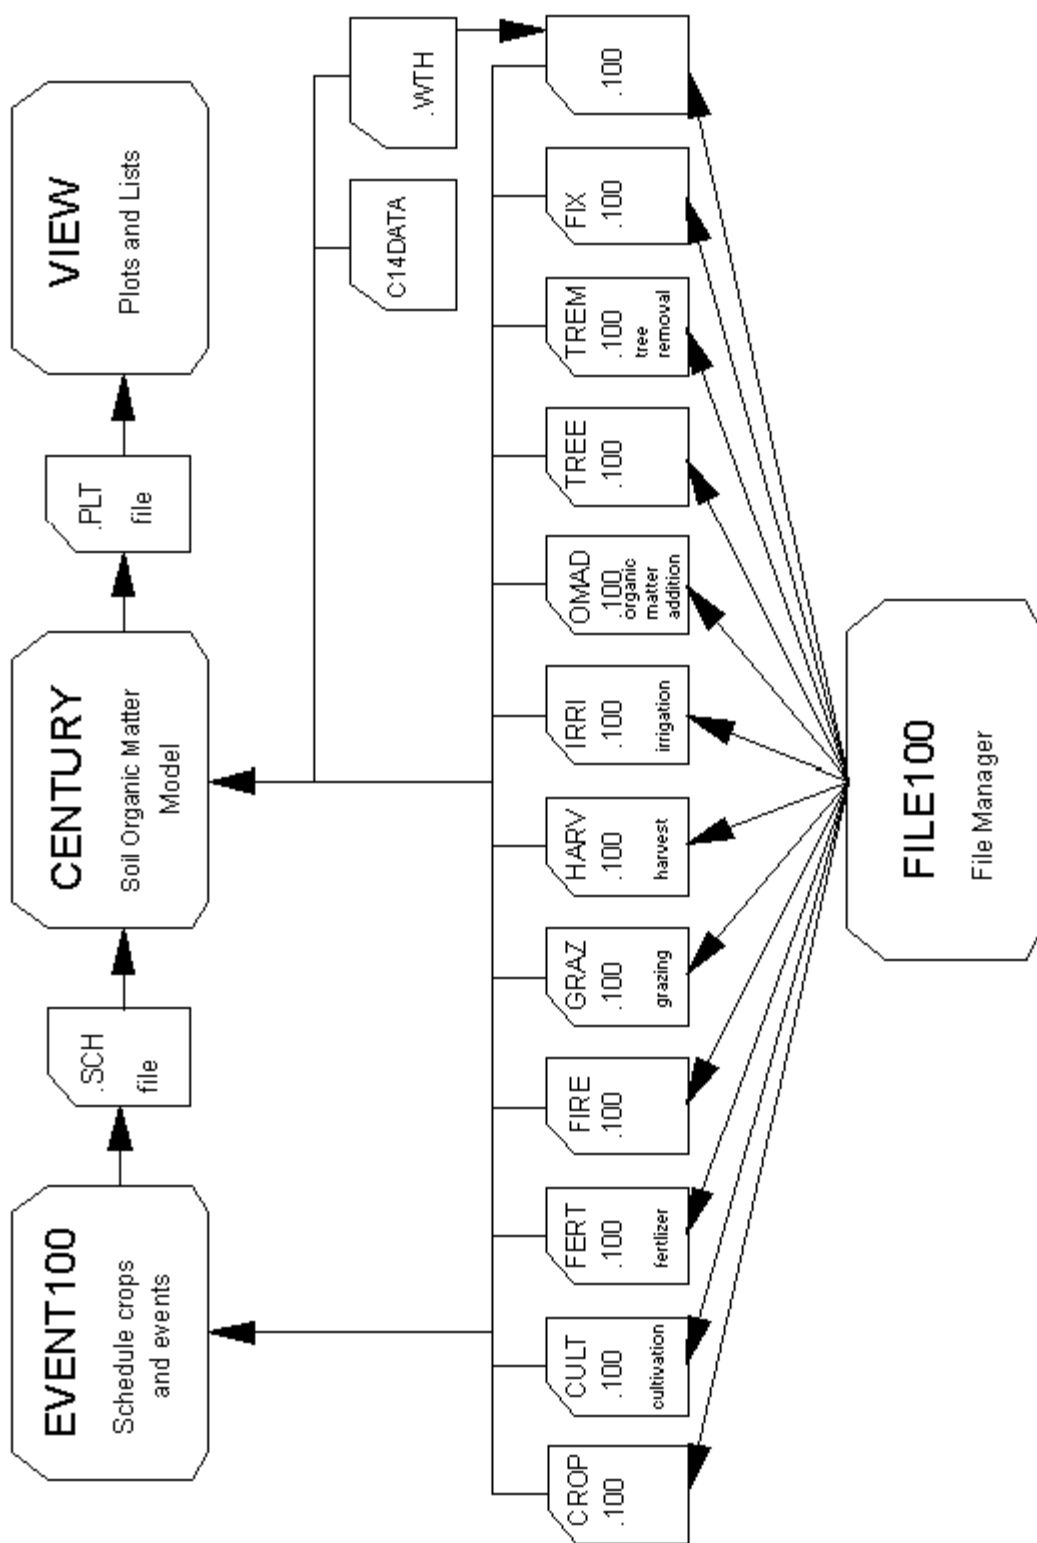 EVENT100
Schedule crops
and events
.SCH
file
CENTURY
Soil Organic Matter
Model
.PLT
file
VIEW
Plots and Lists
C14DATA
.WTH
CROP
.100
CULT
.100
cultivation
FERT
.100
fertlizer
FIRE
.100
GRAZ
.100
grazing
HARV
.100
harvest
IRRI
.100
irrigation
OMAD
.100
organic
matter
addition
TREE
.100
TREM
.100
tree
removal
FIX
.100
.100
FILE100
File Manager